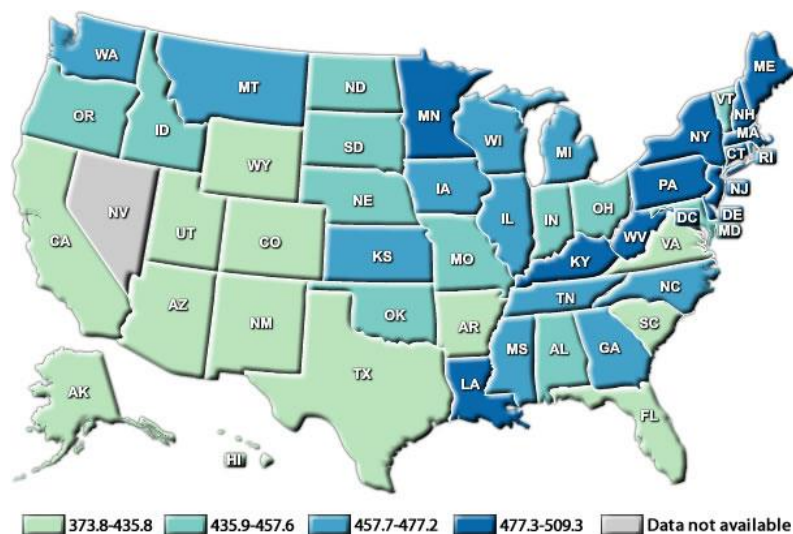 WA
MT
ND
MN
ME
VT
NH
OR
ID
SD
WI
NY
MA
WY
MI
CT
RI
IA
PA
NJ
NE
NV
UT
CO
IL
IN
OH
DC
DE
MD
CA
KS
MO
WV
VA
KY
AZ
NM
OK
AR
TN
NC
SC
MS
AL
GA
TX
LA
AK
FL
HI
373.8-435.8 435.9-457.6 457.7-477.2 477.3-509.3 Data not available